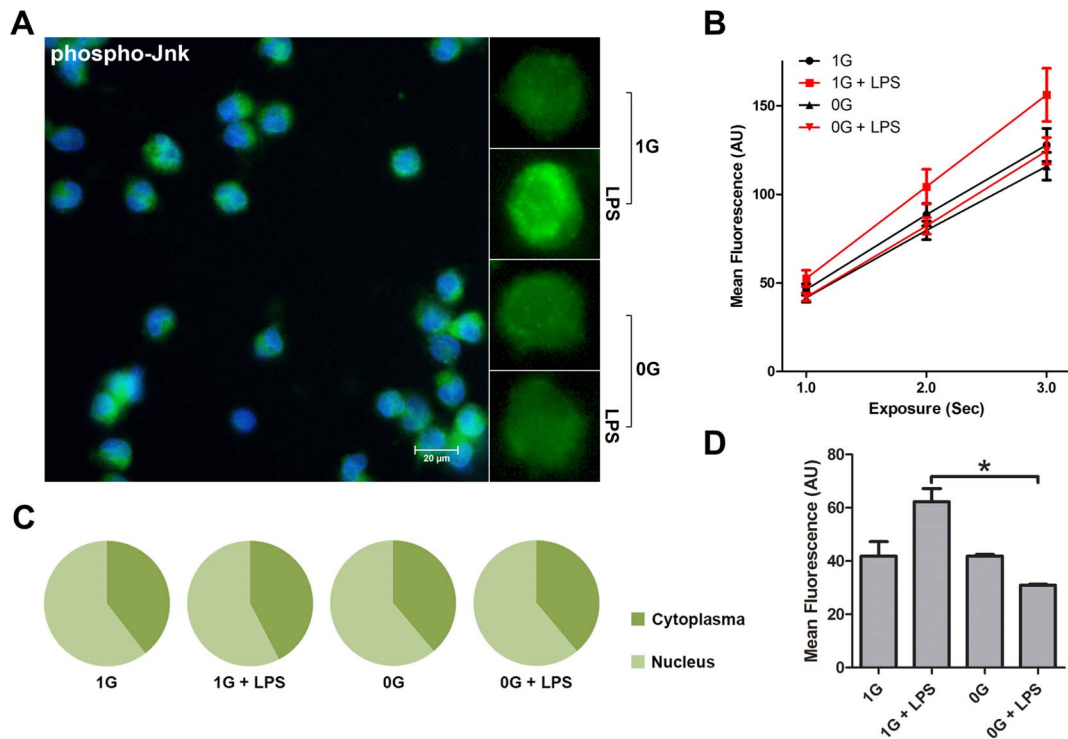 A
phospho-Jnk
20 µm
1G
LPS
0G
LPS
B
1G
1G + LPS
0G
0G + LPS
Mean Fluorescence (AU)
150
100
50
0
1.0 2.0 3.0
Exposure (Sec)
C
1G 1G + LPS 0G 0G + LPS
Cytoplasma
Nucleus
D
*
Mean Fluorescence (AU)
80
60
40
20
0
1G 1G + LPS 0G 0G + LPS